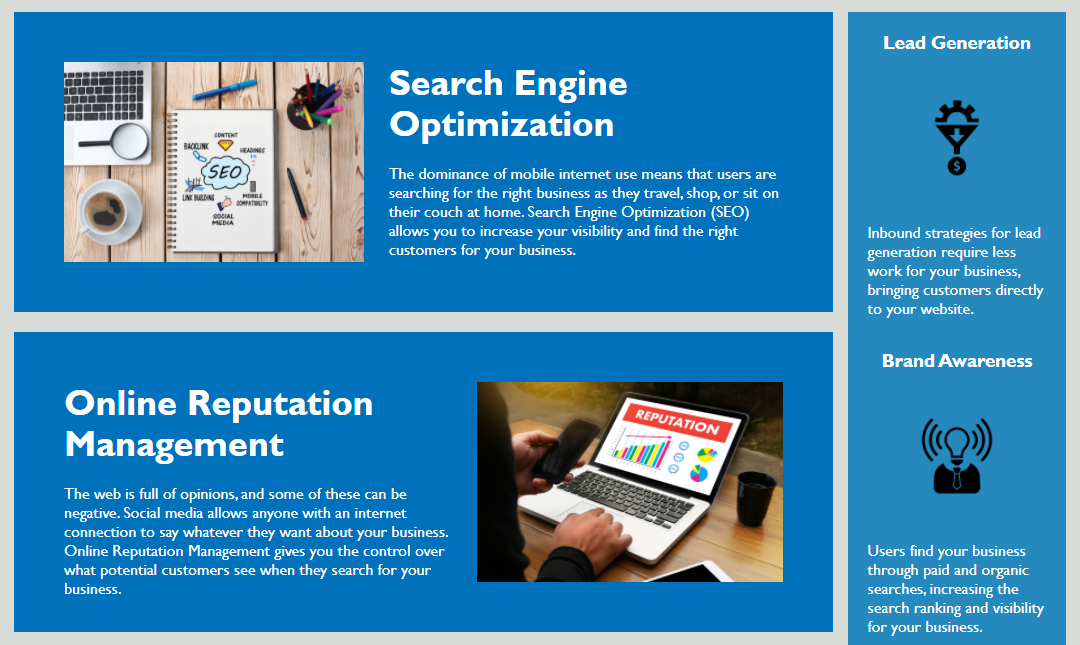 Search Engine
Optimization
The dominance of mobile internet use means that users are
searching for the right business as they travel, shop, or sit on
their couch at home. Search Engine Optimization (SEO)
allows you to increase your visibility and find the right
customers for your business.
CONTENT
BACKLINK
HEADINGS
SEO
LINK BUILDING
MOBILE
COMPATIBILITY
SOCIAL
MEDIA
Online Reputation
Management
The web is full of opinions, and some of these can be
negative. Social media allows anyone with an internet
connection to say whatever they want about your business.
Online Reputation Management gives you the control over
what potential customers see when they search for your
business.
REPUTATION
Lead Generation
$
Inbound strategies for lead
generation require less
work for your business,
bringing customers directly
to your website.
Brand Awareness
Users find your business
through paid and organic
searches, increasing the
search ranking and visibility
for your business.